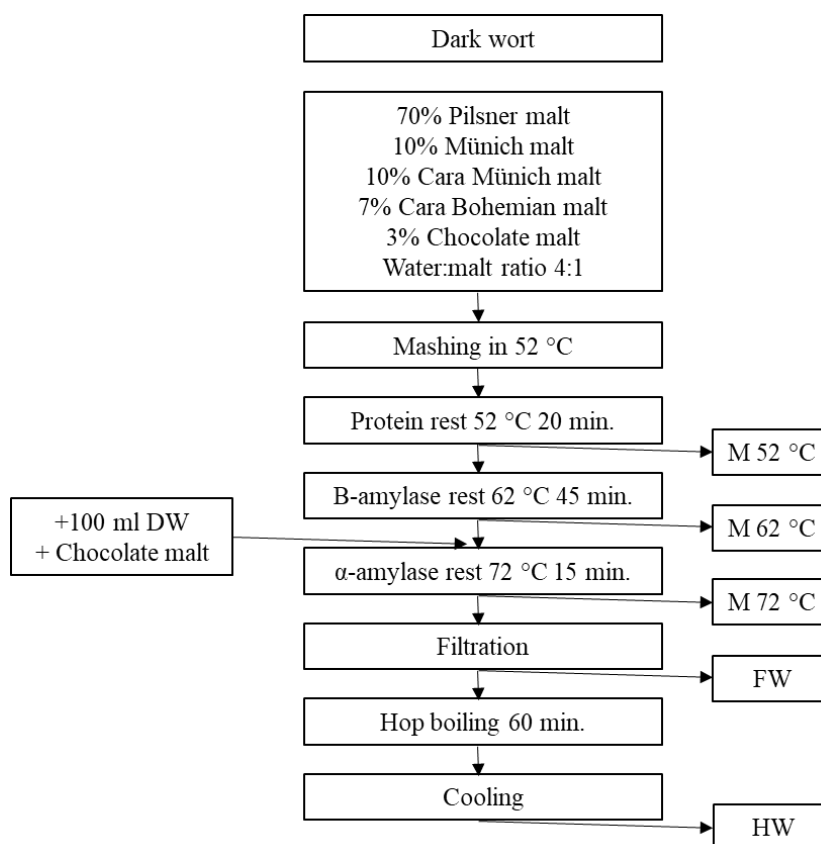 Dark wort
70% Pilsner malt
10% Münich malt
10% Cara Münich malt
7% Cara Bohemian malt
3% Chocolate malt
Water:malt ratio 4:1
Mashing in 52 °C
Protein rest 52 °C 20 min.
M 52 °C
B-amylase rest 62 °C 45 min.
+100 ml DW
+ Chocolate malt
M 62 °C
α-amylase rest 72 °C 15 min.
M 72 °C
Filtration
FW
Hop boiling 60 min.
Cooling
HW